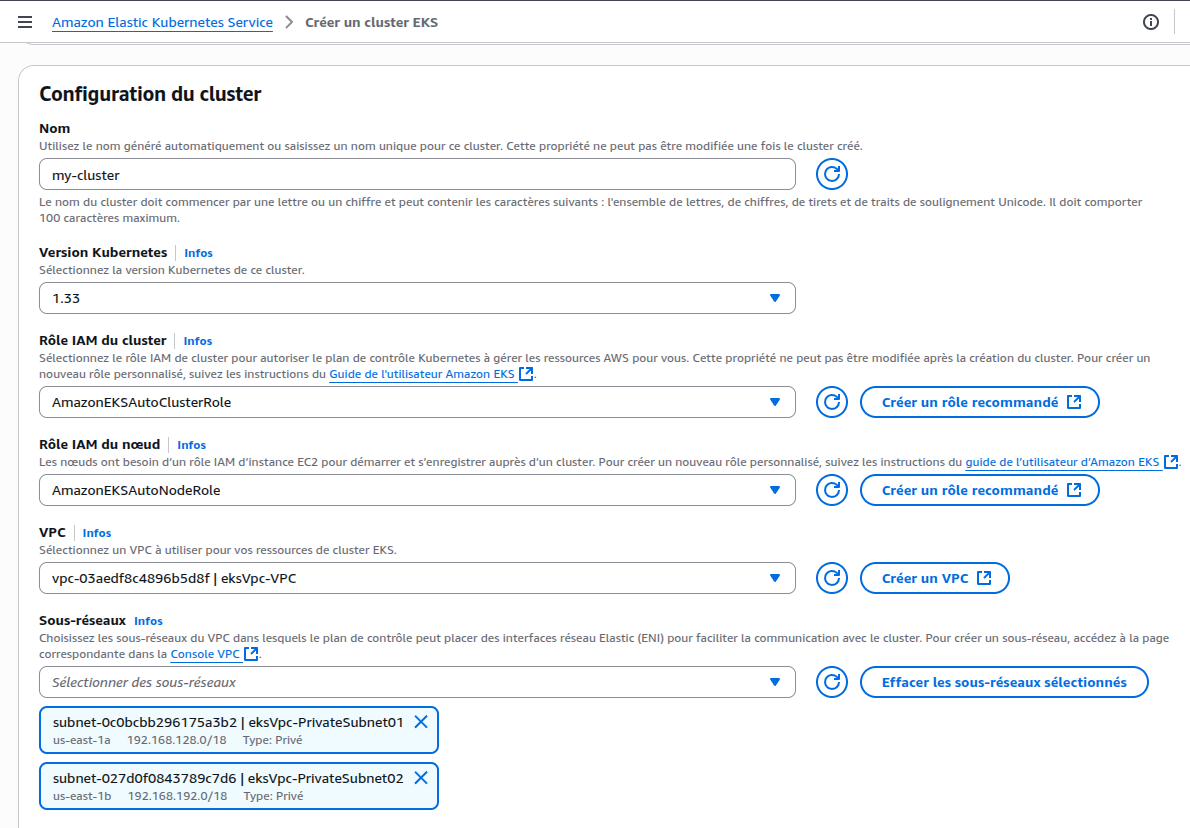 Amazon Elastic Kubernetes Service > Créer un cluster EKS
Configuration du cluster
Nom
Utilisez le nom généré automatiquement ou saisissez un nom unique pour ce cluster. Cette propriété ne peut pas être modifiée une fois le cluster créé.
my-cluster
Le nom du cluster doit commencer par une lettre ou un chiffre et peut contenir les caractères suivants : l'ensemble de lettres, de chiffres, de tirets et de traits de soulignement Unicode. Il doit comporter
100 caractères maximum.
Version Kubernetes | Infos
Sélectionnez la version Kubernetes de ce cluster.
1.33
Rôle IAM du cluster | Infos
Sélectionnez le rôle IAM de cluster pour autoriser le plan de contrôle Kubernetes à gérer les ressources AWS pour vous. Cette propriété ne peut pas être modifiée après la création du cluster. Pour créer un
nouveau rôle personnalisé, suivez les instructions du Guide de l'utilisateur Amazon EKS.
AmazonEKSAutoClusterRole Créer un rôle recommandé
Rôle IAM du nœud | Infos
Les nœuds ont besoin d’un rôle IAM d’instance EC2 pour démarrer et s’enregistrer auprès d’un cluster. Pour créer un nouveau rôle personnalisé, suivez les instructions du guide de l’utilisateur d’Amazon EKS.
AmazonEKSAutoNodeRole Créer un rôle recommandé
VPC | Infos
Sélectionnez un VPC à utiliser pour vos ressources de cluster EKS.
vpc-03aedf8c4896b5d8f | eksVpc-VPC Créer un VPC
Sous-réseaux Infos
Choisissez les sous-réseaux du VPC dans lesquels le plan de contrôle peut placer des interfaces réseau Elastic (ENI) pour faciliter la communication avec le cluster. Pour créer un sous-réseau, accédez à la page
correspondante dans la Console VPC.
Sélectionner des sous-réseaux Effacer les sous-réseaux sélectionnés
subnet-0c0bcbb296175a3b2 | eksVpc-PrivateSubnet01
us-east-1a 192.168.128.0/18 Type: Privé
subnet-027d0f0843789c7d6 | eksVpc-PrivateSubnet02
us-east-1b 192.168.192.0/18 Type: Privé